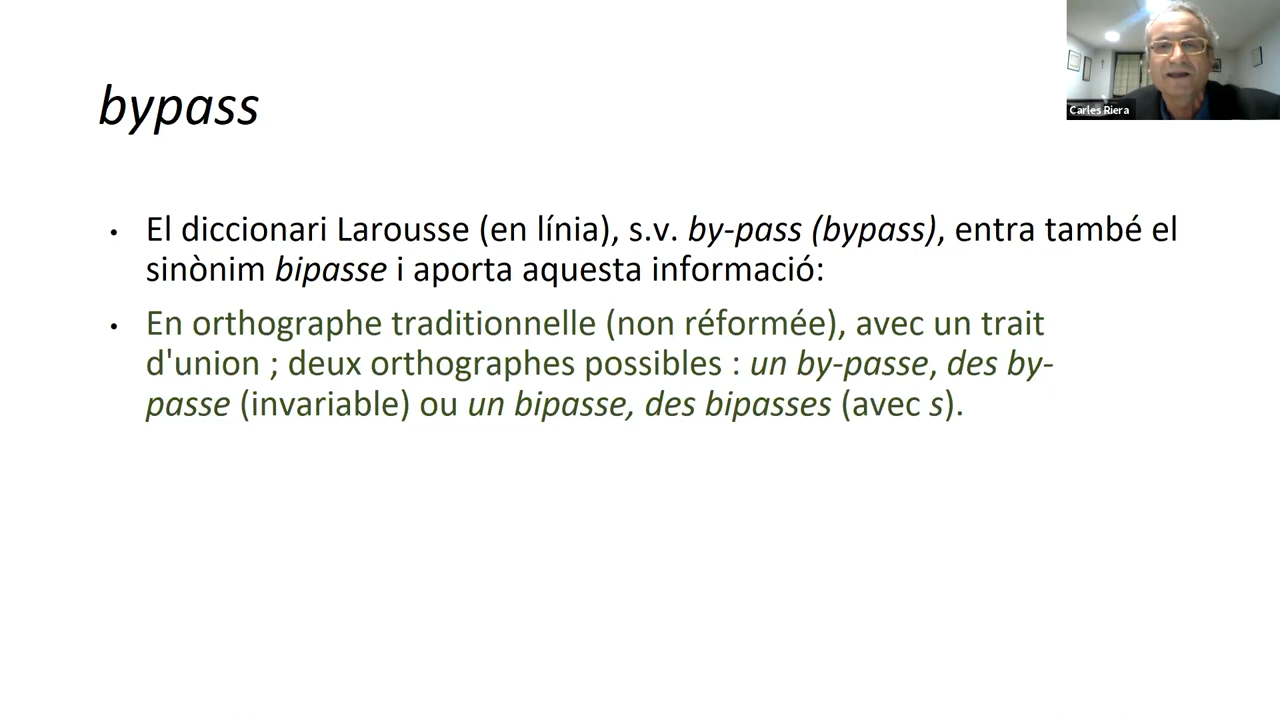 bypass
Carles Riera
• El diccionari Larousse (en línia), s.v. by-pass (bypass), entra també el
sinònim bipasse i aporta aquesta informació:
• En orthographe traditionnelle (non réformée), avec un trait
d'union ; deux orthographes possibles : un by-passe, des by-
passe (invariable) ou un bipasse, des bipasses (avec s).